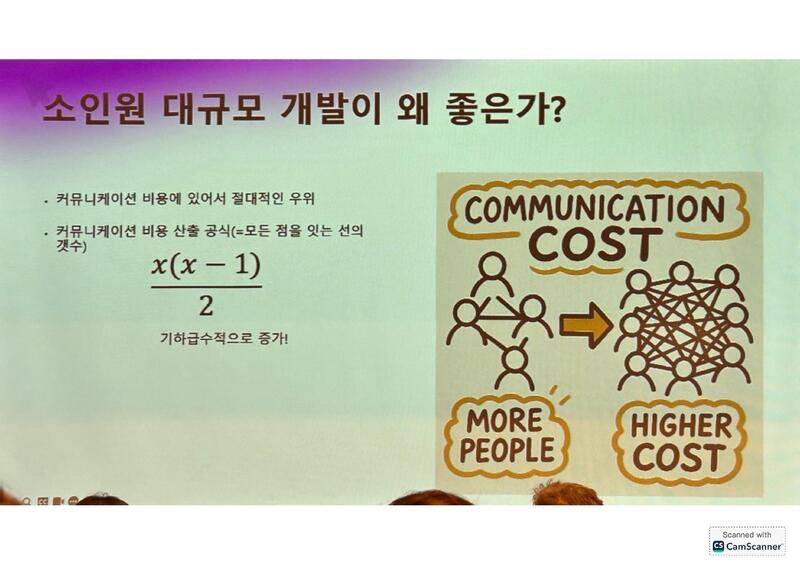 소인원 대규모 개발이 왜 좋은가?
• 커뮤니케이션 비용에 있어서 절대적인 우위
• 커뮤니케이션 비용 산출 공식(=모든 점을 잇는 선의
갯수)
x(x − 1)
2
기하급수적으로 증가!
COMMUNICATION
COST
MORE
PEOPLE
HIGHER
COST
CC
Scanned with
CS CamScanner